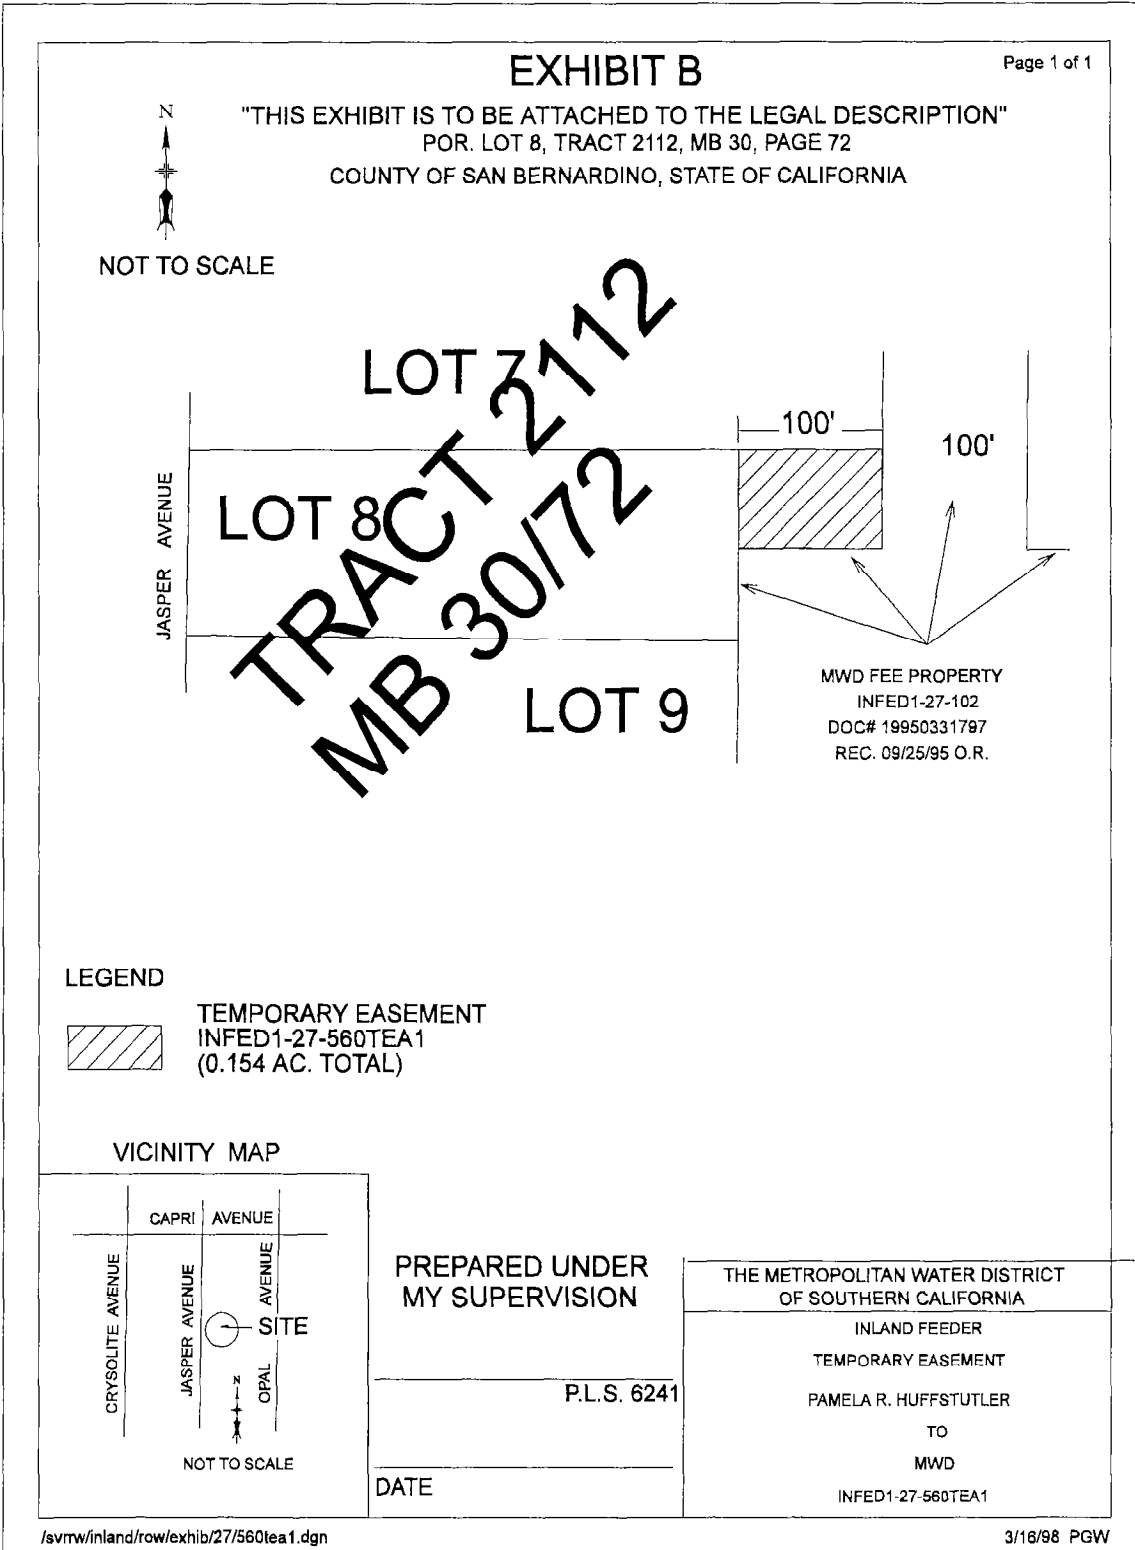 EXHIBIT B
Page 1 of 1
"THIS EXHIBIT IS TO BE ATTACHED TO THE LEGAL DESCRIPTION"
POR. LOT 8, TRACT 2112, MB 30, PAGE 72
COUNTY OF SAN BERNARDINO, STATE OF CALIFORNIA
N
NOT TO SCALE
LOT 7
TRACT 2112
MB 30/72
100'
100'
JASPER AVENUE
LOT 8
LOT 9
MWD FEE PROPERTY
INFED1-27-102
DOC# 19950331797
REC. 09/25/95 O.R.
LEGEND
TEMPORARY EASEMENT
INFED1-27-560TEA1
(0.154 AC. TOTAL)
VICINITY MAP
CAPRI AVENUE
CRYSOLITE AVENUE
JASPER AVENUE
OPAL AVENUE
SITE
N
NOT TO SCALE
PREPARED UNDER
MY SUPERVISION
P.L.S. 6241
DATE
THE METROPOLITAN WATER DISTRICT
OF SOUTHERN CALIFORNIA
INLAND FEEDER
TEMPORARY EASEMENT
PAMELA R. HUFFSTUTLER
TO
MWD
INFED1-27-560TEA1
/svrrw/inland/row/exhib/27/560tea1.dgn
3/16/98 PGW